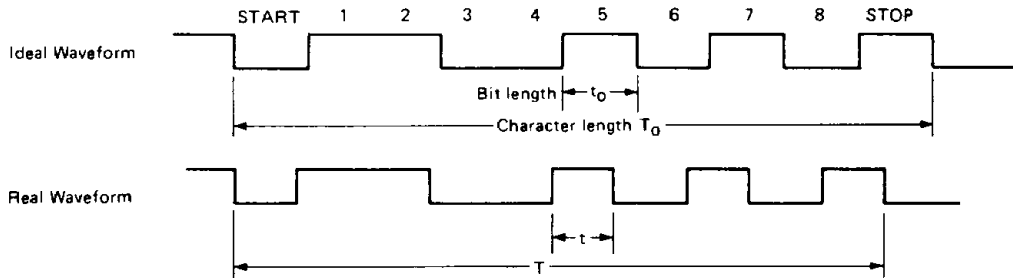 START 1 2 3 4 5 6 7 8 STOP
Ideal Waveform
Bit length t₀
Character length T₀
Real Waveform
t
T